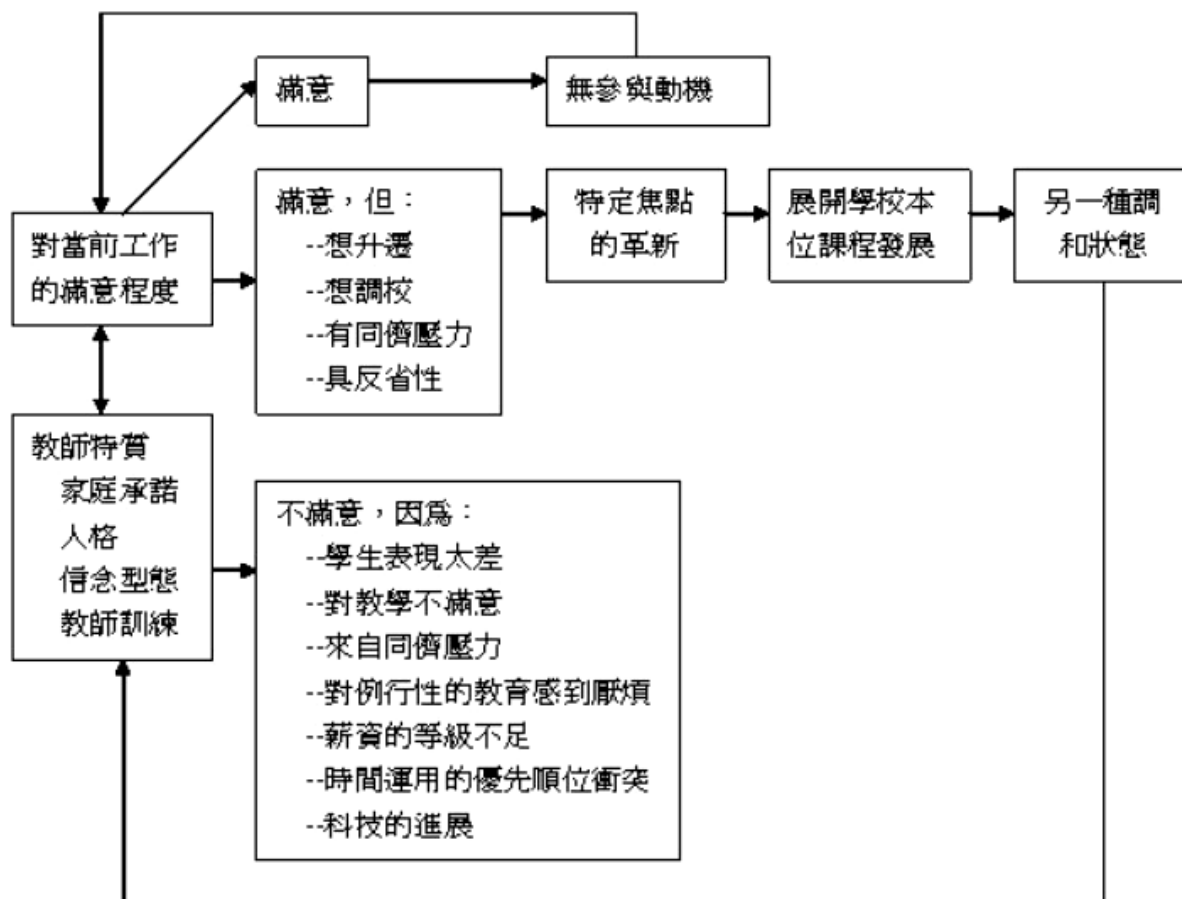 滿意
無參與動機
對當前工作
的滿意程度
滿意，但：
--想升遷
--想調校
--有同儕壓力
--具反省性
特定焦點
的革新
展開學校本
位課程發展
另一種調
和狀態
教師特質
家庭承諾
人格
信念型態
教師訓練
不滿意，因為：
--學生表現太差
--對教學不滿意
--來自同儕壓力
--對例行性的教育感到厭煩
--薪資的等級不足
--時間運用的優先順位衝突
--科技的進展